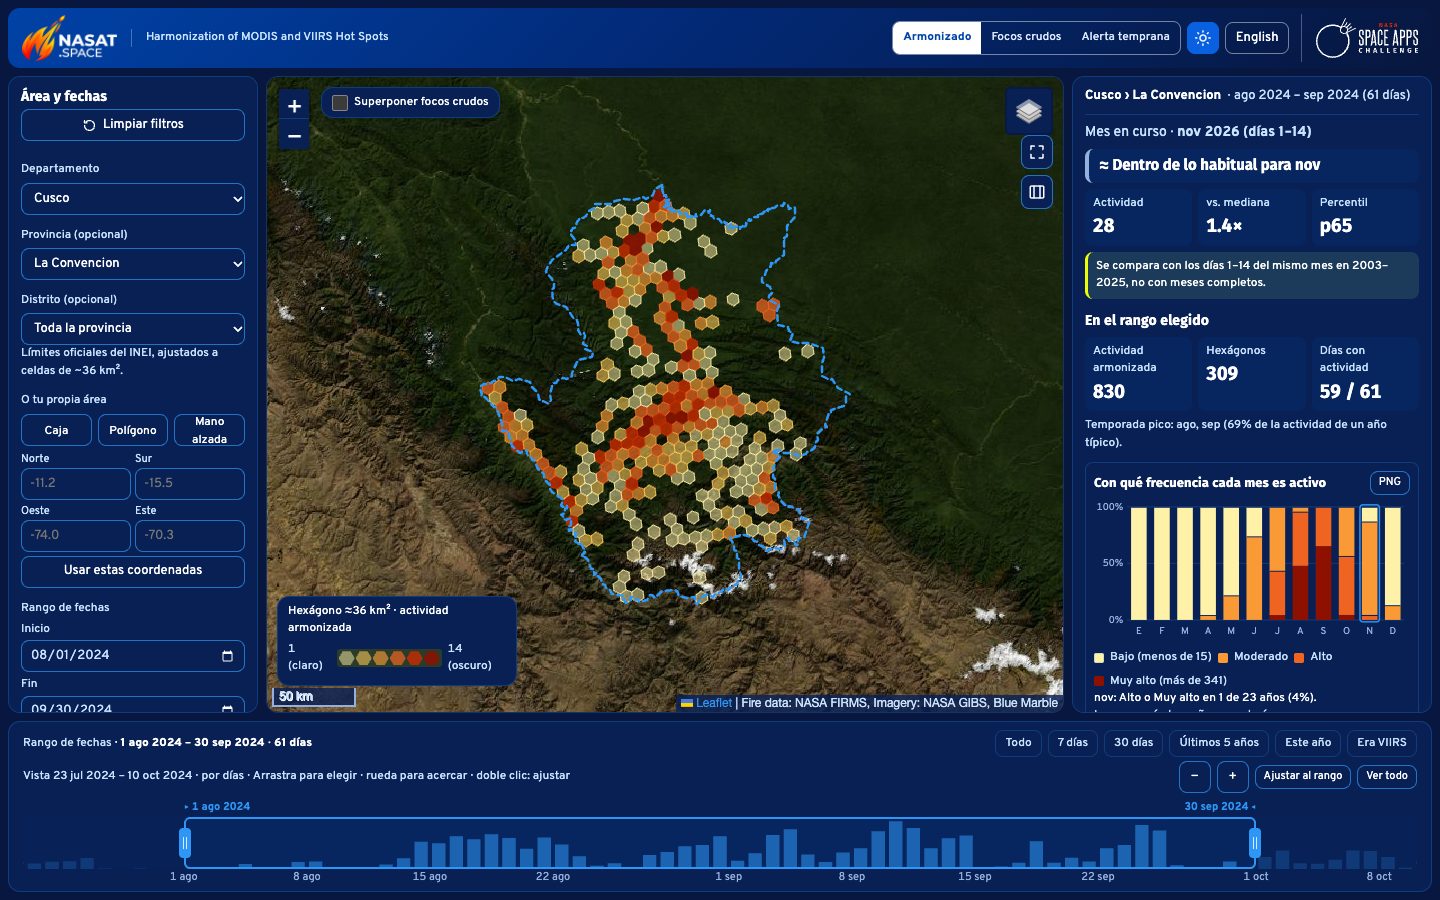 NASAT
.SPACE
Harmonization of MODIS and VIIRS Hot Spots
Armonizado
Focos crudos
Alerta temprana
English
NASA
SPACE APPS
CHALLENGE
Área y fechas
Limpiar filtros
Departamento
Cusco
Provincia (opcional)
La Convencion
Distrito (opcional)
Toda la provincia
Límites oficiales del INEI, ajustados a
celdas de ~36 km².
O tu propia área
Caja
Polígono
Mano
alzada
Norte
Sur
-11.2
-15.5
Oeste
Este
-74.0
-70.3
Usar estas coordenadas
Rango de fechas
Inicio
08/01/2024
Fin
09/30/2024
+
−
Superponer focos crudos
Hexágono ≈36 km² · actividad
armonizada
1
(claro)
14
(oscuro)
50 km
Leaflet | Fire data: NASA FIRMS, Imagery: NASA GIBS, Blue Marble
Cusco › La Convencion · ago 2024 – sep 2024 (61 días)
Mes en curso · nov 2026 (días 1–14)
≈ Dentro de lo habitual para nov
Actividad
28
vs. mediana
1.4×
Percentil
p65
Se compara con los días 1–14 del mismo mes en 2003–
2025, no con meses completos.
En el rango elegido
Actividad
armonizada
830
Hexágonos
309
Días con
actividad
59 / 61
Temporada pico: ago, sep (69% de la actividad de un año
típico).
Con qué frecuencia cada mes es activo
PNG
100%
50%
0%
E F M A M J J A S O N D
Bajo (menos de 15) Moderado Alto
Muy alto (más de 341)
nov: Alto o Muy alto en 1 de 23 años (4%).
Rango de fechas · 1 ago 2024 – 30 sep 2024 · 61 días
Todo
7 días
30 días
Últimos 5 años
Este año
Era VIIRS
Vista 23 jul 2024 – 10 oct 2024 · por días · Arrastra para elegir · rueda para acercar · doble clic: ajustar
−
+
Ajustar al rango
Ver todo
1 ago 2024
30 sep 2024
1 ago
8 ago
15 ago
22 ago
1 sep
8 sep
15 sep
22 sep
1 oct
8 oct